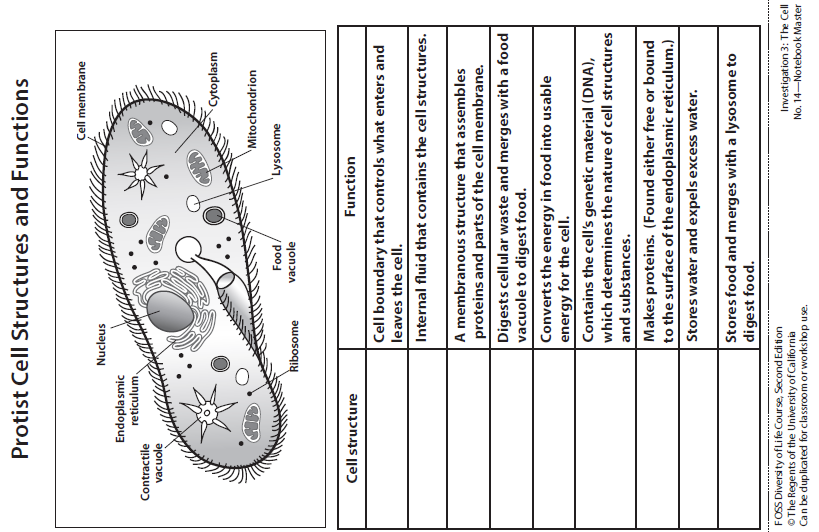 Protist Cell Structures and Functions
Cell membrane
Cytoplasm
Mitochondrion
Lysosome
Food
vacuole
Nucleus
Ribosome
Endoplasmic
reticulum
Contractile
vacuole
Cell structure
Function
Cell boundary that controls what enters and
leaves the cell.
Internal fluid that contains the cell structures.
A membranous structure that assembles
proteins and parts of the cell membrane.
Digests cellular waste and merges with a food
vacuole to digest food.
Converts the energy in food into usable
energy for the cell.
Contains the cell's genetic material (DNA),
which determines the nature of cell structures
and substances.
Makes proteins. (Found either free or bound
to the surface of the endoplasmic reticulum.)
Stores water and expels excess water.
Stores food and merges with a lysosome to
digest food.
FOSS Diversity of Life Course, Second Edition
© The Regents of the University of California
Can be duplicated for classroom or workshop use.
Investigation 3: The Cell
No. 14—Notebook Master